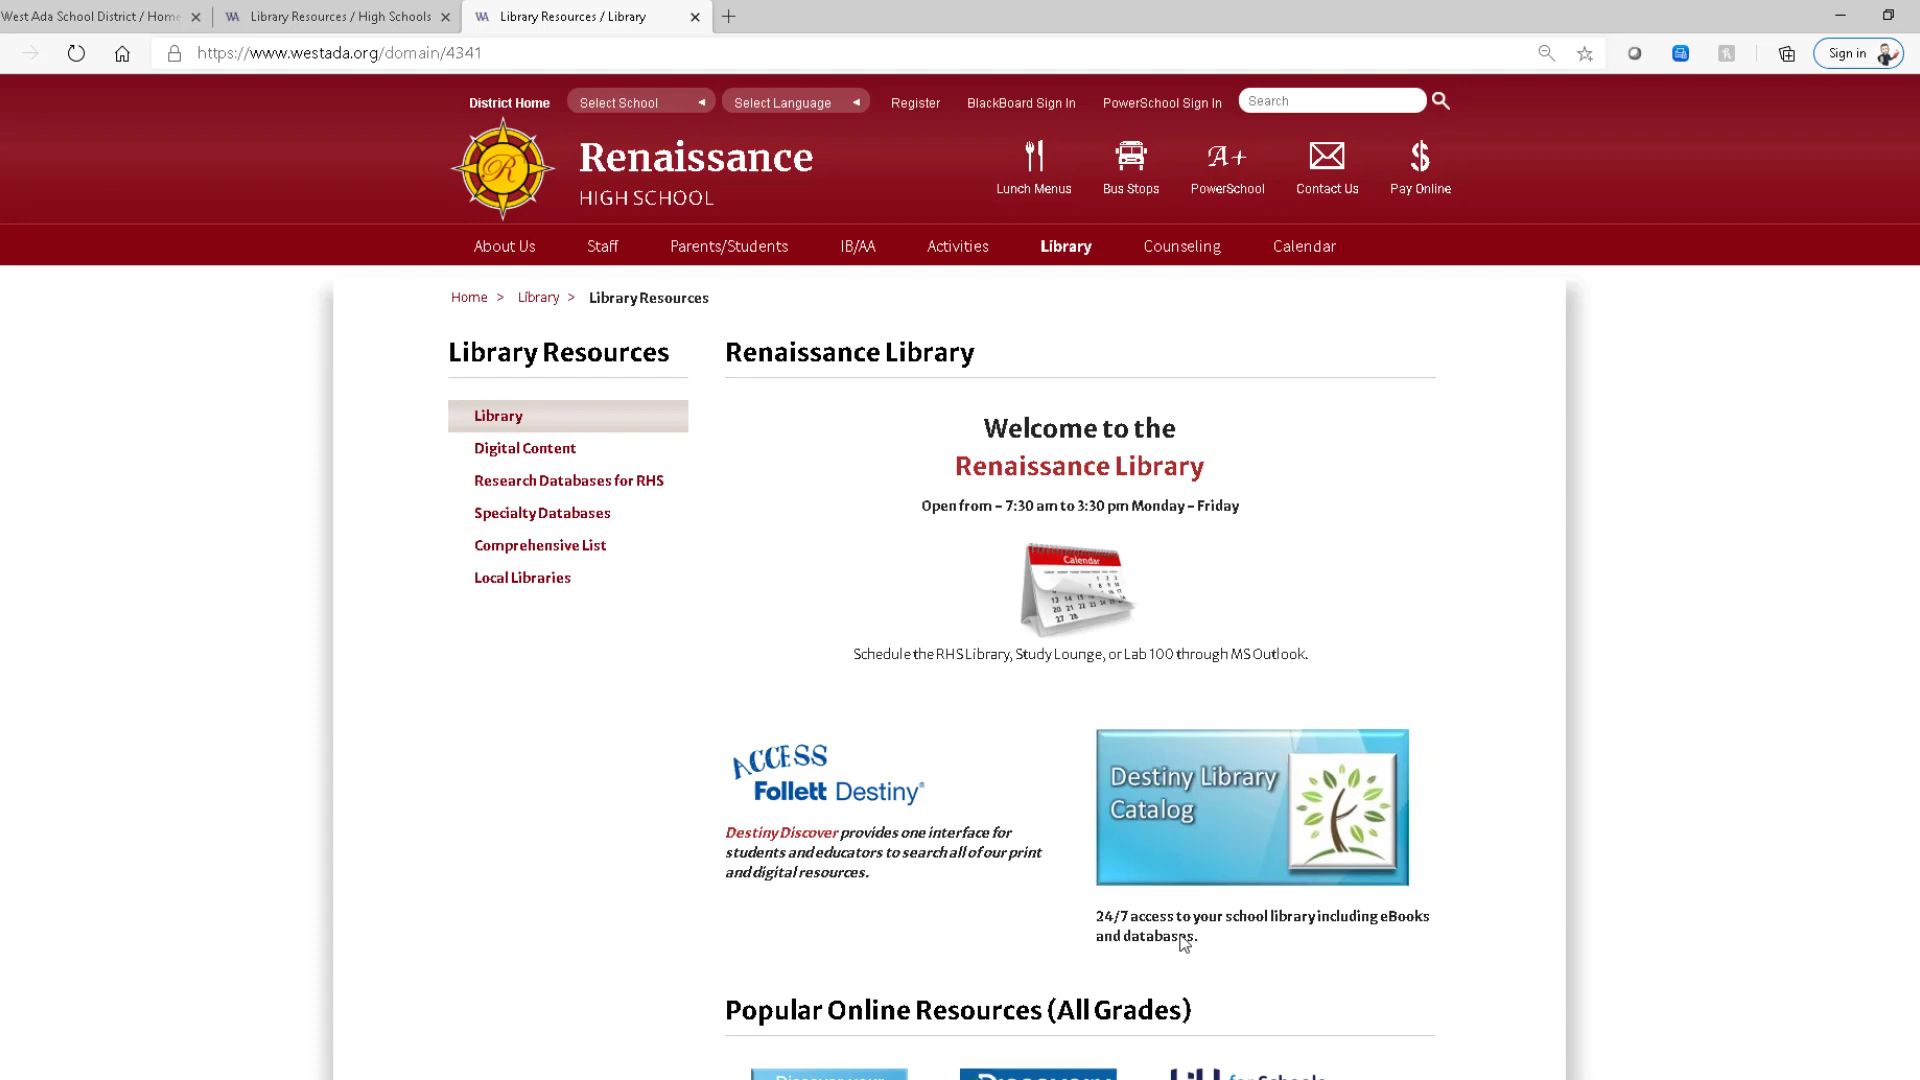 West Ada School District / Home
Library Resources / High Schools
Library Resources / Library
https://www.westada.org/domain/4341
Sign in
District Home
Select School
Select Language
Register
BlackBoard Sign In
PowerSchool Sign In
Search
R
Renaissance
HIGH SCHOOL
A+
Lunch Menus
Bus Stops
PowerSchool
Contact Us
Pay Online
About Us
Staff
Parents/Students
IB/AA
Activities
Library
Counseling
Calendar
Home > Library > Library Resources
Library Resources
Library
Digital Content
Research Databases for RHS
Specialty Databases
Comprehensive List
Local Libraries
Renaissance Library
Welcome to the
Renaissance Library
Open from - 7:30 am to 3:30 pm Monday - Friday
Calendar
Schedule the RHS Library, Study Lounge, or Lab 100 through MS Outlook.
ACCESS
Follett Destiny®
Destiny Discover provides one interface for
students and educators to search all of our print
and digital resources.
Destiny Library
Catalog
24/7 access to your school library including eBooks
and databases.
Popular Online Resources (All Grades)